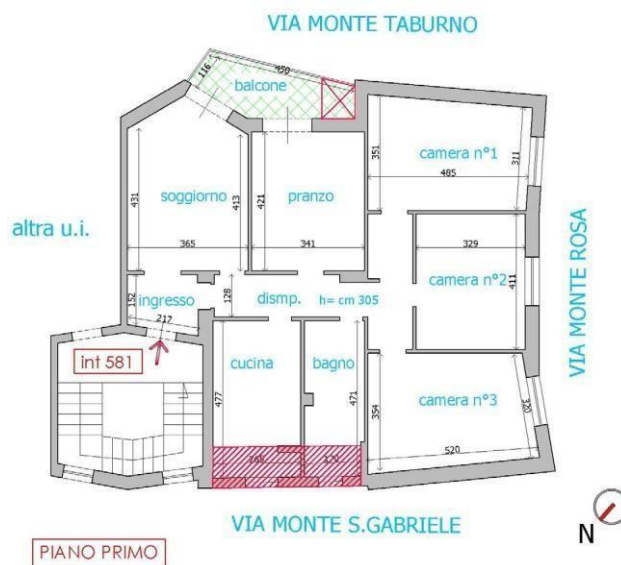 VIA MONTE TABURNO
116
450
balcone
351
camera n°1
311
485
431
soggiorno
413
421
pranzo
altra u.i.
365
341
329
camera n°2
411
VIA MONTE ROSA
152
ingresso
217
128
dismp.
h= cm 305
int 581
cucina
bagno
477
471
354
camera n°3
320
520
VIA MONTE S.GABRIELE
N
PIANO PRIMO